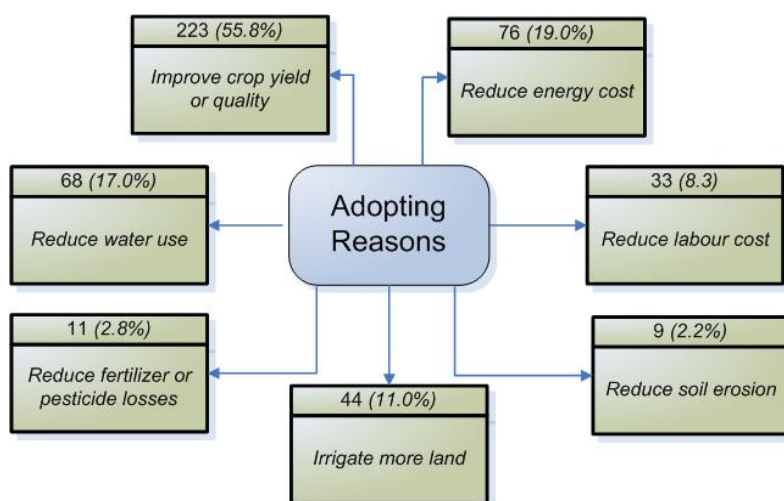 223 (55.8%)
Improve crop yield
or quality
76 (19.0%)
Reduce energy cost
68 (17.0%)
Reduce water use
Adopting
Reasons
33 (8.3)
Reduce labour cost
11 (2.8%)
Reduce fertilizer or
pesticide losses
44 (11.0%)
Irrigate more land
9 (2.2%)
Reduce soil erosion